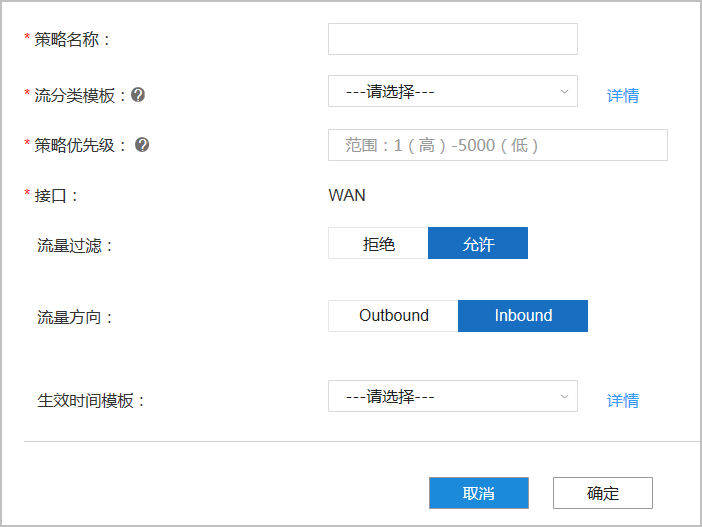 * 策略名称：
* 流分类模板：? ---请选择--- 详情
* 策略优先级：? 范围：1（高）-5000（低）
* 接口： WAN
流量过滤： 拒绝 允许
流量方向： Outbound Inbound
生效时间模板： ---请选择--- 详情
取消 确定